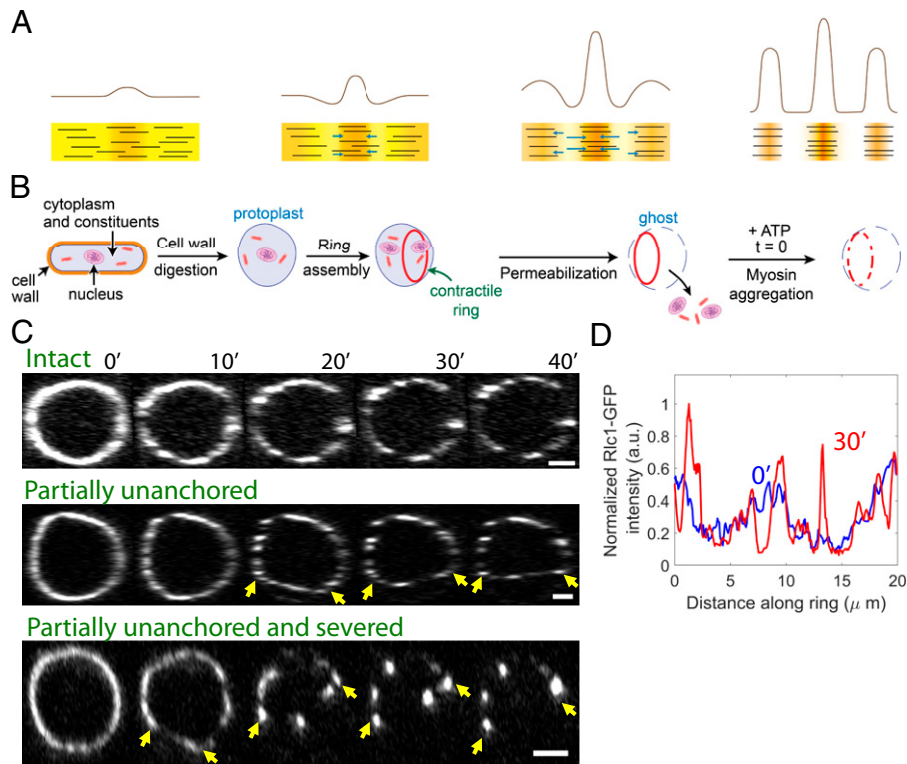 A
B
cytoplasm
and constituents
cell
wall
nucleus
Cell wall
digestion
protoplast
Ring
assembly
contractile
ring
Permeabilization
ghost
+ ATP
t = 0
Myosin
aggregation
C
Intact 0' 10' 20' 30' 40'
Partially unanchored
Partially unanchored and severed
D
Normalized Rlc1-GFP
intensity (a.u.)
1
0.8
0.6
0.4
0.2
0
0'
30'
0 5 10 15 20
Distance along ring (μ m)